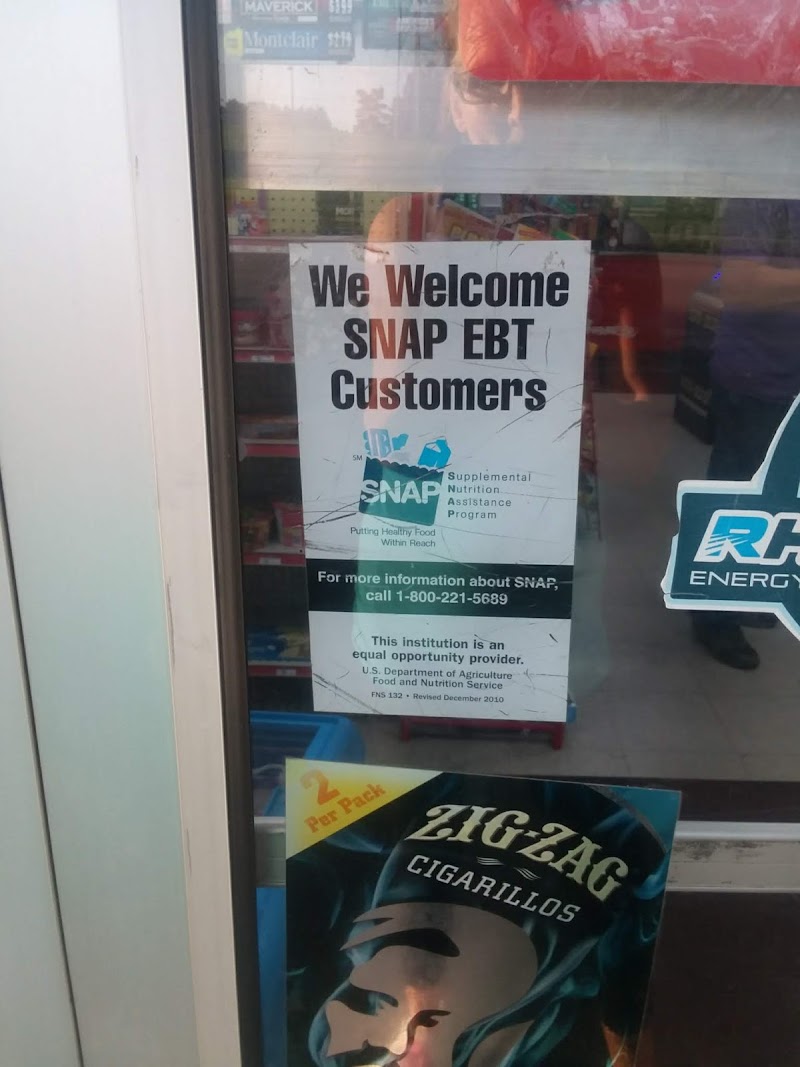 MAVERICK
Montclair
We Welcome
SNAP EBT
Customers
SM
SNAP
Supplemental
Nutrition
Assistance
Program
Putting Healthy Food
Within Reach
For more information about SNAP,
call 1-800-221-5689
This institution is an
equal opportunity provider.
U.S. Department of Agriculture
Food and Nutrition Service
FNS 132 • Revised December 2010
RH
ENERGY
2
Per Pack
ZIG-ZAG
CIGARILLOS